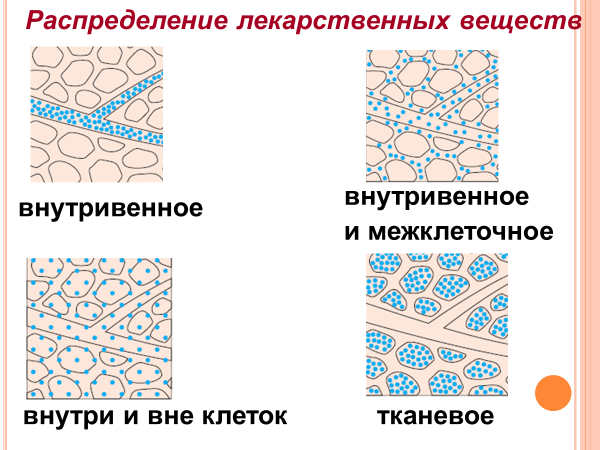 Распределение лекарственных веществ
внутривенное
внутривенное
и межклеточное
внутри и вне клеток
тканевое